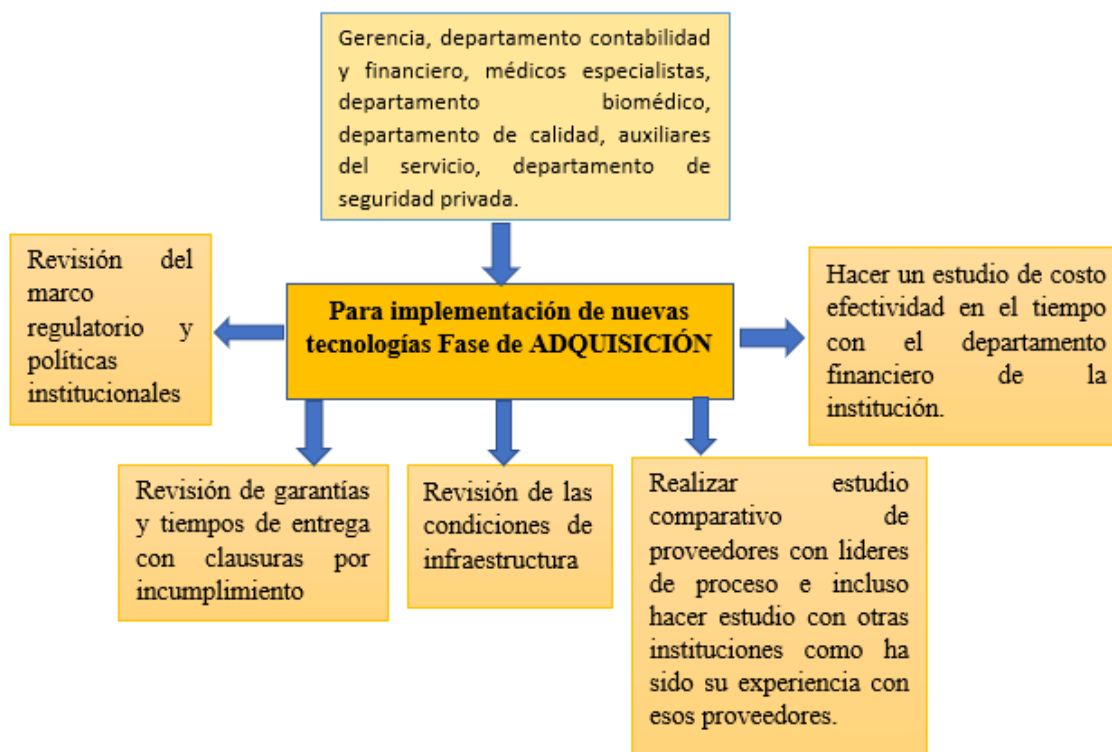 Gerencia, departamento contabilidad
y financiero, médicos especialistas,
departamento biomédico,
departamento de calidad, auxiliares
del servicio, departamento de
seguridad privada.
Revisión del
marco
regulatorio y
políticas
institucionales
Para implementación de nuevas
tecnologías Fase de ADQUISICIÓN
Hacer un estudio de costo
efectividad en el tiempo
con el departamento
financiero de la
institución.
Revisión de garantías
y tiempos de entrega
con clausuras por
incumplimiento
Revisión de las
condiciones de
infraestructura
Realizar estudio
comparativo de
proveedores con lideres
de proceso e incluso
hacer estudio con otras
instituciones como ha
sido su experiencia con
esos proveedores.